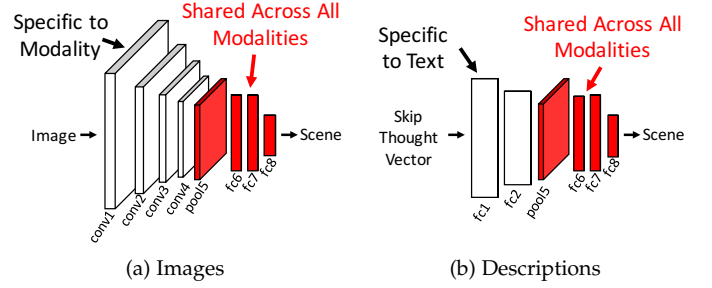 Specific to
Modality
Shared Across All
Modalities
Image
Scene
conv1
conv2
conv3
conv4
pool5
fc6
fc7
fc8
(a) Images
Specific
to Text
Shared Across All
Modalities
Skip
Thought
Vector
Scene
fc1
fc2
pool5
fc6
fc7
fc8
(b) Descriptions